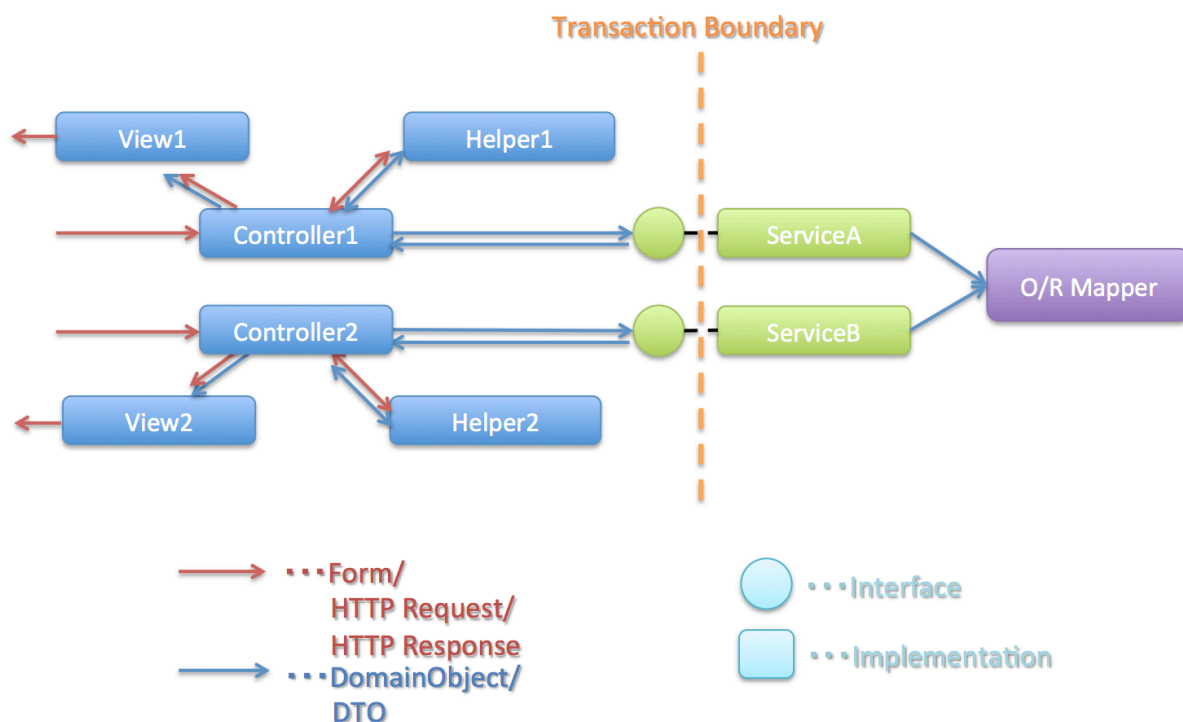 Transaction Boundary
View1
Helper1
Controller1
ServiceA
O/R Mapper
Controller2
ServiceB
View2
Helper2
···Form/
HTTP Request/
HTTP Response
···DomainObject/
DTO
···Interface
···Implementation